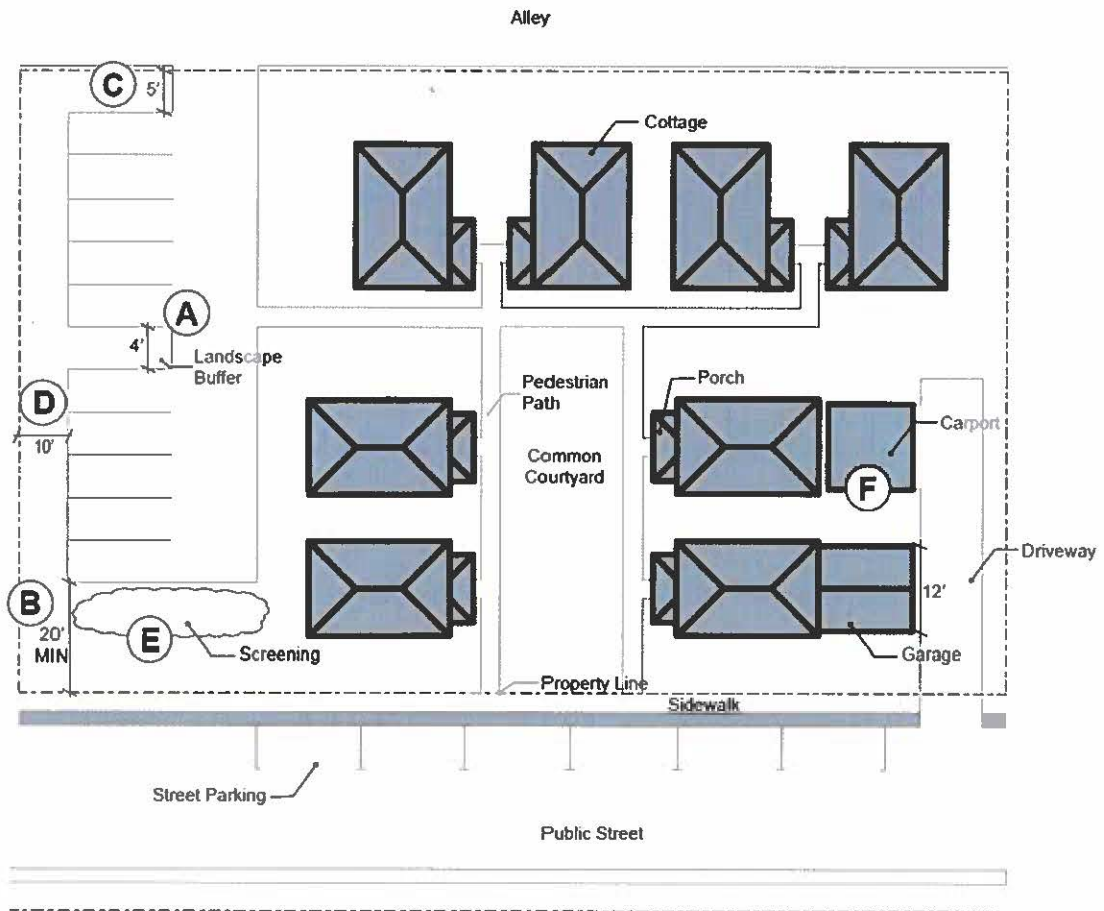 Alley
C
5'
Cottage
A
4'
Landscape
Buffer
D
10'
Pedestrian
Path
Porch
Common
Courtyard
Carport
F
Driveway
B
20'
MIN
12'
E
Screening
Garage
Property Line
Sidewalk
Street Parking
Public Street